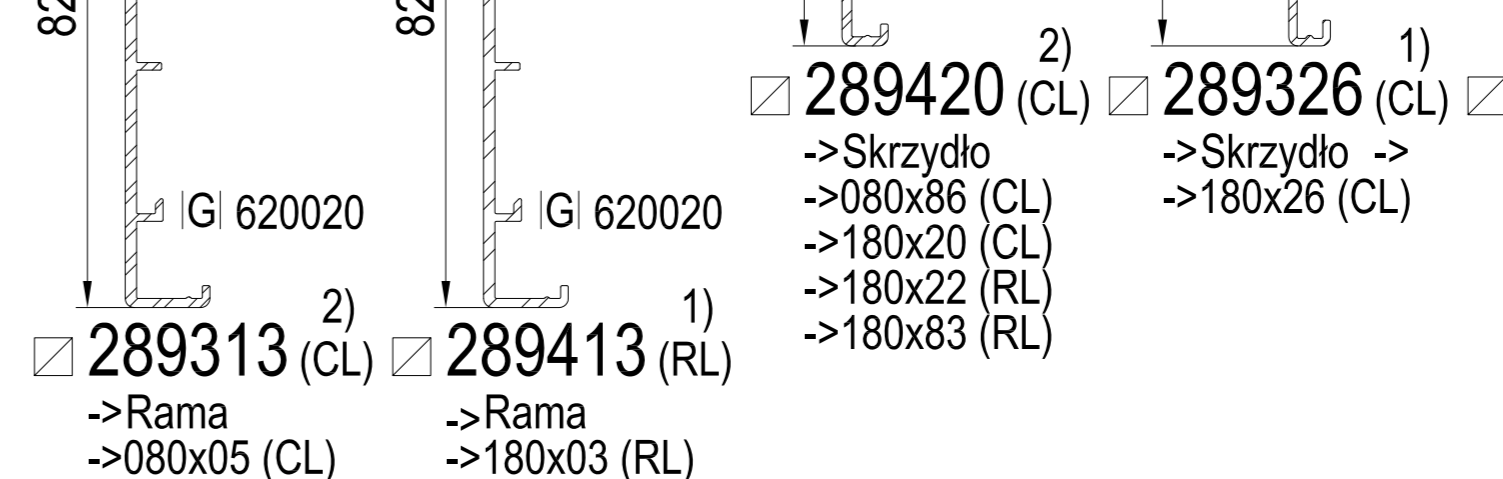 82
|G| 620020
2)
289313 (CL)
->Rama
->080x05 (CL)
82
|G| 620020
1)
289413 (RL)
->Rama
->180x03 (RL)
2)
289420 (CL)
->Skrzydło
->080x86 (CL)
->180x20 (CL)
->180x22 (RL)
->180x83 (RL)
1)
289326 (CL)
->Skrzydło ->
->180x26 (CL)